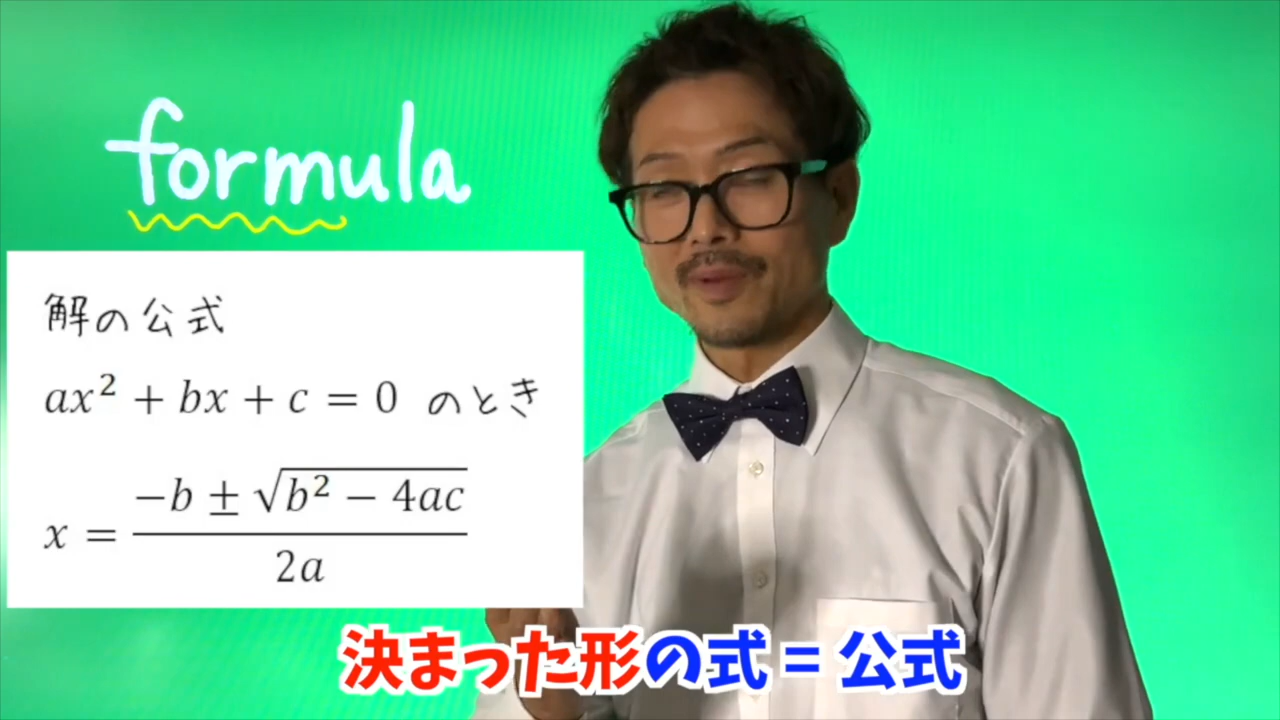 formula
解の公式
ax² + bx + c = 0 のとき
x = \frac{-b ± √(b² − 4ac)}{2a}
決まった形の式 = 公式